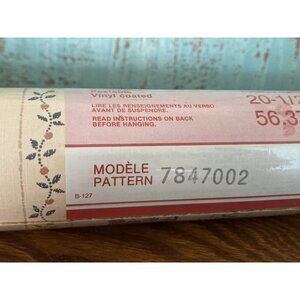 Vinyl coated
LIRE LES RENSEIGNEMENTS AU VERSO
AVANT DE SUSPENDRE.
READ INSTRUCTIONS ON BACK
BEFORE HANGING.
20-1/2
56.3
MODÈLE
PATTERN 7847002
B-127